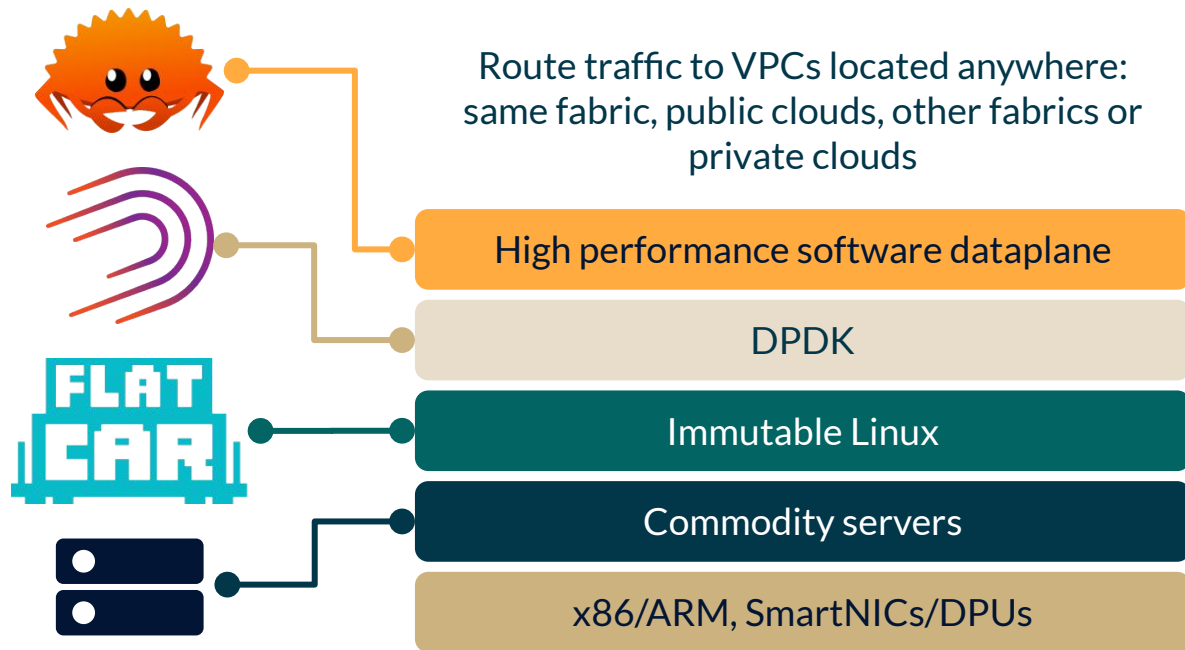 Route traffic to VPCs located anywhere:
same fabric, public clouds, other fabrics or
private clouds
High performance software dataplane
DPDK
FLAT
CAR
Immutable Linux
Commodity servers
x86/ARM, SmartNICs/DPUs